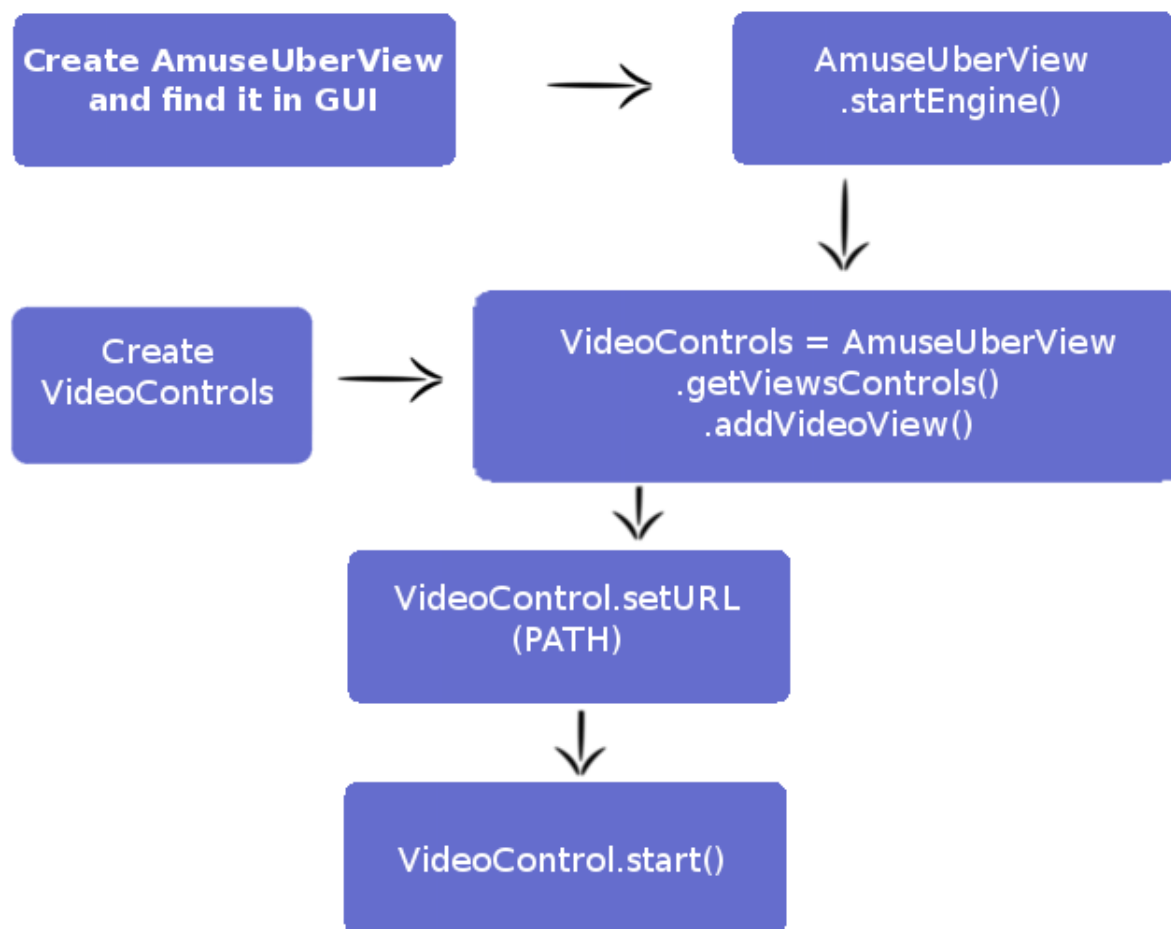 Create AmuseUberView
and find it in GUI
AmuseUberView
.startEngine()
Create
VideoControls
VideoControls = AmuseUberView
.getViewsControls()
.addVideoView()
VideoControl.setURL
(PATH)
VideoControl.start()